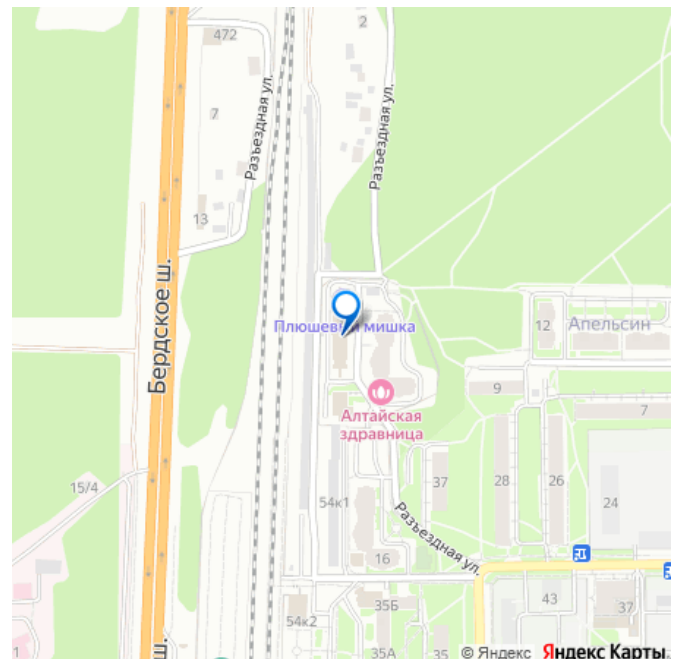 472
2
Разъездная ул.
Разъездная ул.
7
13
Бердское ш.
Плюшевый мишка
12
Апельсин
9
7
Алтайская
здравница
15/4
37
28
26
24
54к1
Разъездная ул.
16
43
37
35Б
54к2
1
ш.
35А
35
© Яндекс
Яндекс Карты